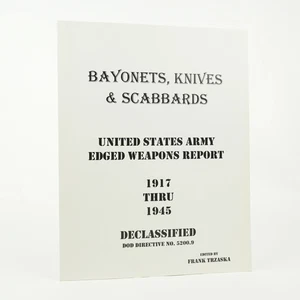 BAYONETS, KNIVES
& SCABBARDS
UNITED STATES ARMY
EDGED WEAPONS REPORT
1917
THRU
1945
DECLASSIFIED
DOD DIRECTIVE NO. 5200.9
EDITED BY
FRANK TRZASKA